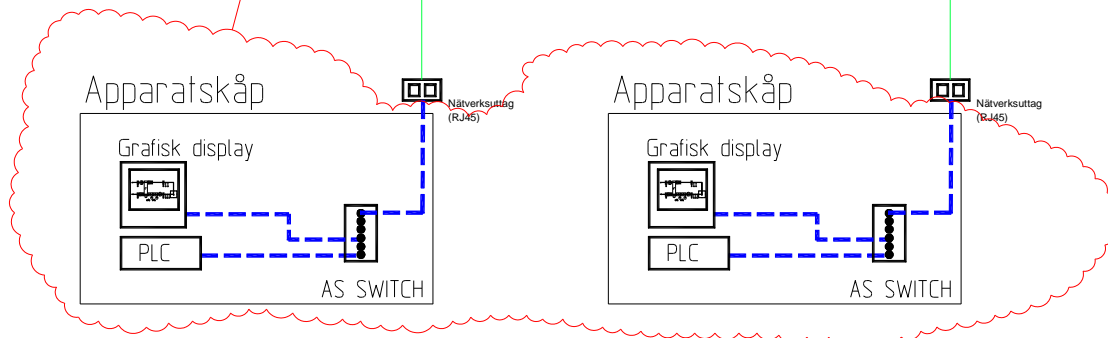 Apparatskåp
Nätverksuttag
(RJ45)
Grafisk display
PLC
AS SWITCH
Apparatskåp
Nätverksuttag
(RJ45)
Grafisk display
PLC
AS SWITCH